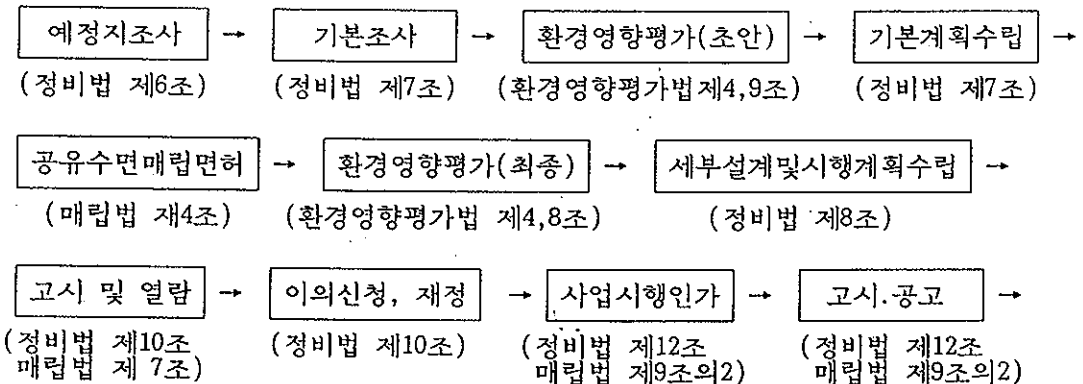 예정지조사 → 기본조사 → 환경영향평가(초안) → 기본계획수립 →
(정비법 제6조) (정비법 제7조) (환경영향평가법제4,9조) (정비법 제7조)
공유수면매립면허 → 환경영향평가(최종) → 세부설계및시행계획수립 →
(매립법 재4조) (환경영향평가법 제4,8조) (정비법 제8조)
고시 및 열람 → 이의신청, 재정 → 사업시행인가 → 고시.공고 →
(정비법 제10조 (정비법 제10조) (정비법 제12조 (정비법 제12조
매립법 제 7조) 매립법 제9조의2) 매립법 제9조의2)